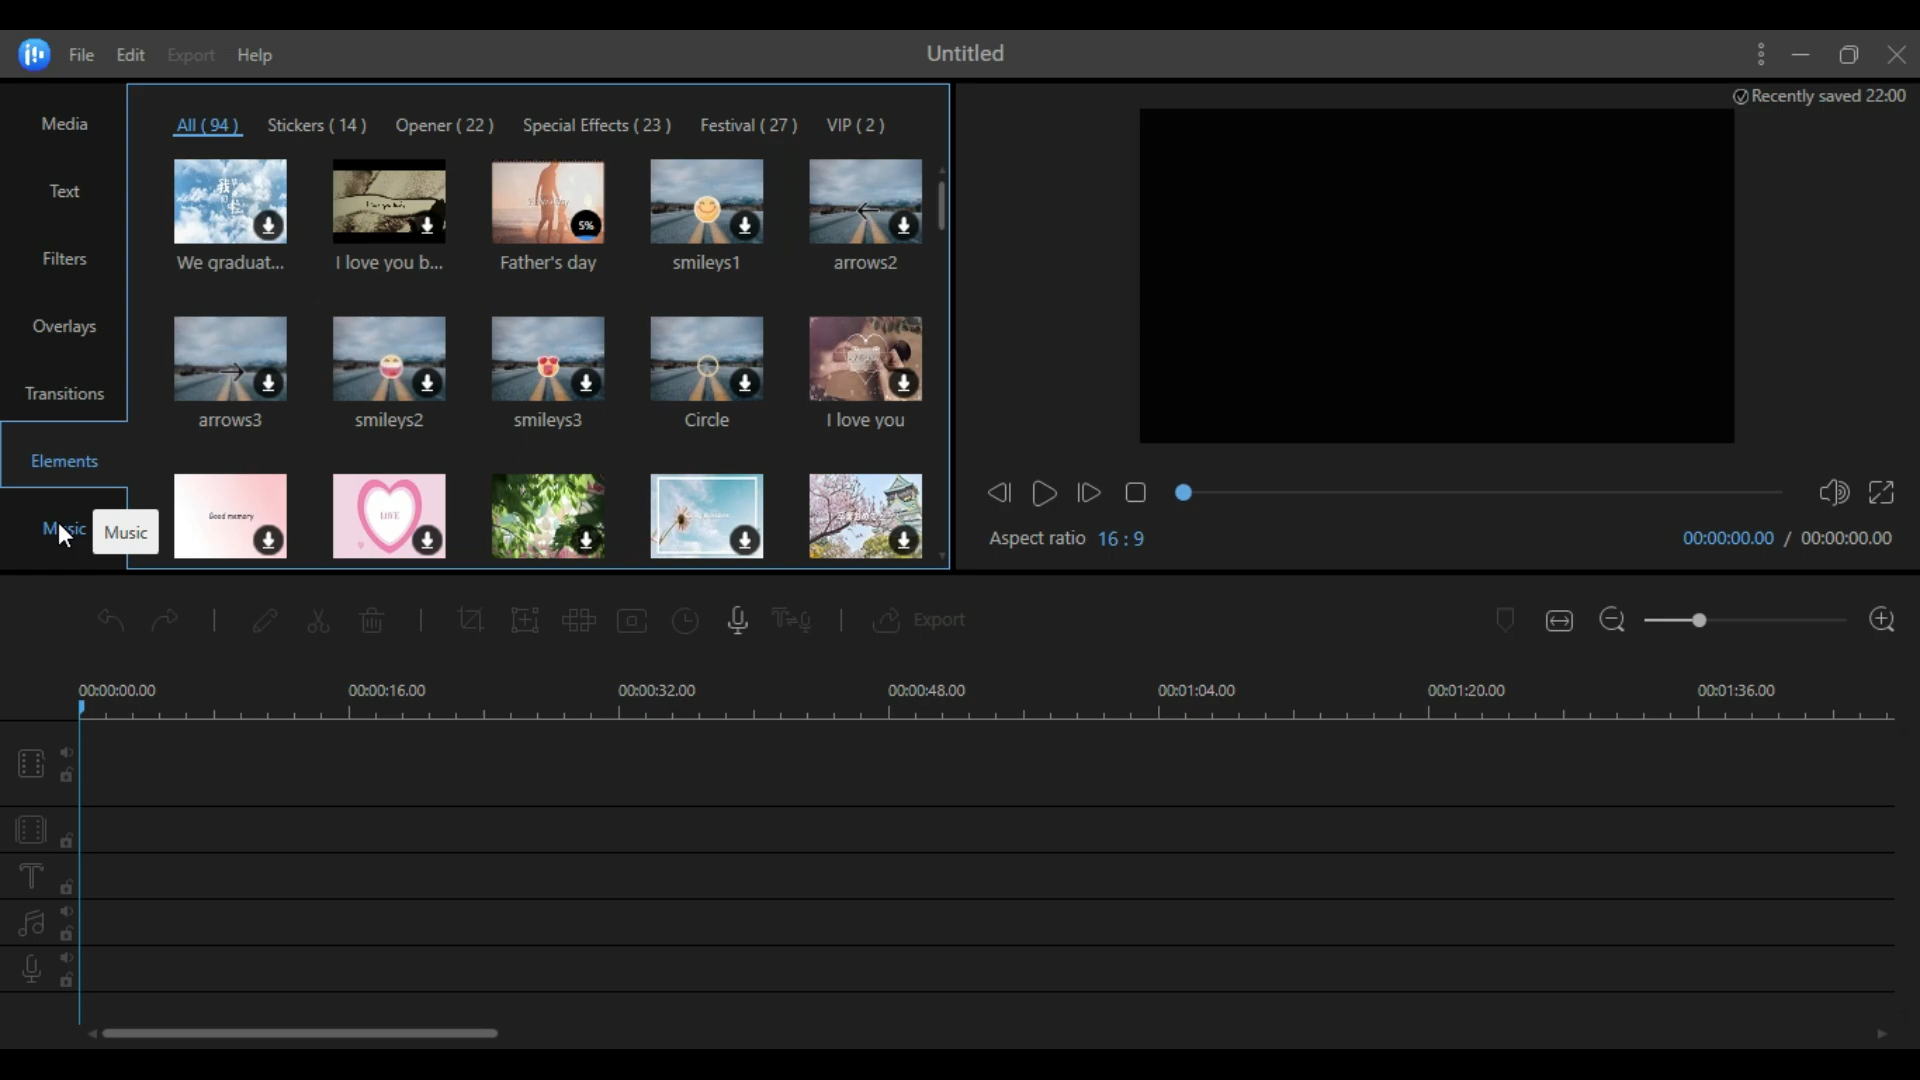 File Edit Export Help
Untitled
Recently saved 22:00
Media
Text
Filters
Overlays
Transitions
Elements
Music
Music
All ( 94 ) Stickers ( 14 ) Opener ( 22 ) Special Effects ( 23 ) Festival ( 27 ) VIP ( 2 )
5%
We graduat... I love you b... Father's day smileys1 arrows2
arrows3 smileys2 smileys3 Circle I love you
Good memory
LOVE
Aspect ratio 16 : 9
00:00:00.00 / 00:00:00.00
Export
00:00:00.00 00:00:16.00 00:00:32.00 00:00:48.00 00:01:04.00 00:01:20.00 00:01:36.00